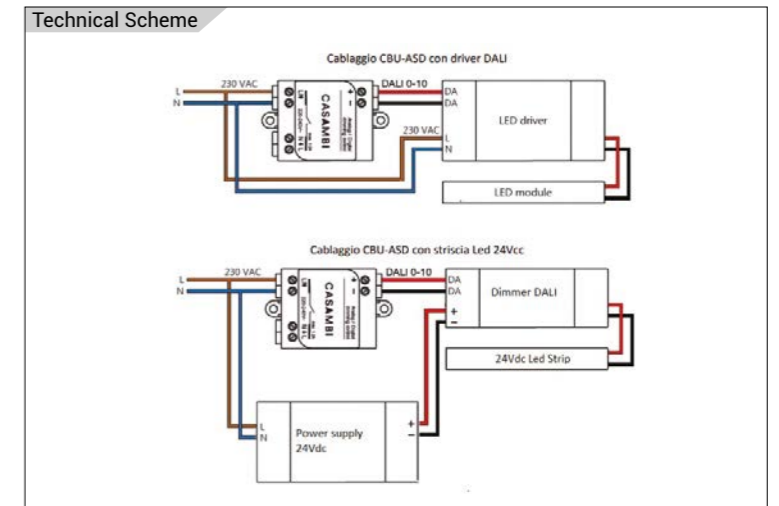 Technical Scheme
Cablaggio CBU-ASD con driver DALI
230 VAC
DALI 0-10
L
N
CASAMBI
+
-
DA
DA
LED driver
230 VAC
L
N
LED module
Cablaggio CBU-ASD con striscia Led 24Vcc
230 VAC
DALI 0-10
L
N
CASAMBI
+
-
DA
DA
Dimmer DALI
+
-
24Vdc Led Strip
L
N
Power supply
24Vdc
+
-